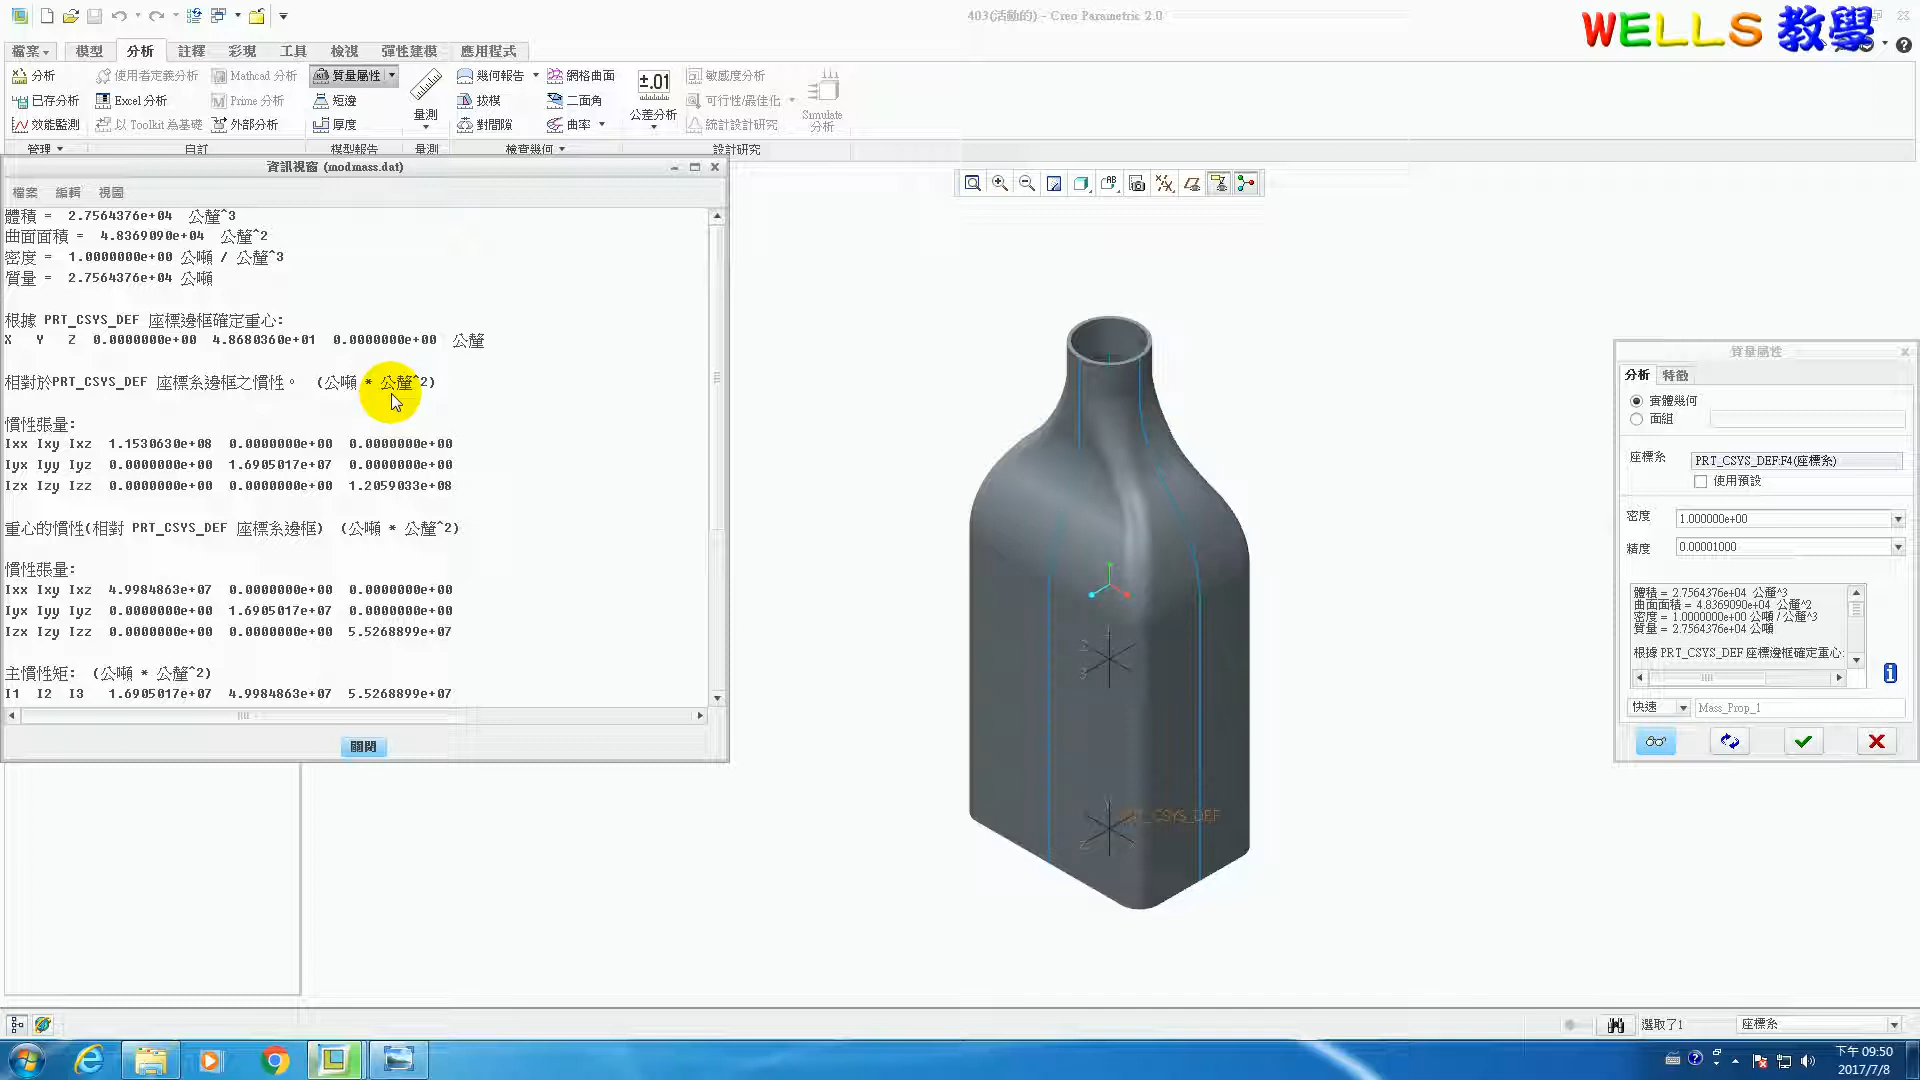 403(活動的) - Creo Parametric 2.0
WELLS 教學
檔案 模型 分析 註釋 彩現 工具 檢視 彈性建模 應用程式
分析 使用者定義分析 Mathcad 分析 質量屬性 幾何報告 網格曲面 敏感度分析
已存分析 Excel 分析 Prime 分析 短邊 拔模 二面角 可行性/最佳化
效能監測 以 Toolkit 為基礎 外部分析 厚度 量測 對間隙 曲率 ±.01 公差分析 統計設計研究 Simulate 分析
管理 自訂 模型報告 量測 檢查幾何 設計研究
資訊視窗 (modmass.dat)
檔案 編輯 視圖
體積 = 2.7564376e+04 公釐^3
曲面面積 = 4.8369090e+04 公釐^2
密度 = 1.0000000e+00 公噸 / 公釐^3
質量 = 2.7564376e+04 公噸
根據 PRT_CSYS_DEF 座標邊框確定重心:
X Y Z 0.0000000e+00 4.8680360e+01 0.0000000e+00 公釐
相對於PRT_CSYS_DEF 座標系邊框之慣性。 (公噸 * 公釐^2)
慣性張量:
Ixx Ixy Ixz 1.1530630e+08 0.0000000e+00 0.0000000e+00
Iyx Iyy Iyz 0.0000000e+00 1.6905017e+07 0.0000000e+00
Izx Izy Izz 0.0000000e+00 0.0000000e+00 1.2059033e+08
重心的慣性(相對 PRT_CSYS_DEF 座標系邊框) (公噸 * 公釐^2)
慣性張量:
Ixx Ixy Ixz 4.9984863e+07 0.0000000e+00 0.0000000e+00
Iyx Iyy Iyz 0.0000000e+00 1.6905017e+07 0.0000000e+00
Izx Izy Izz 0.0000000e+00 0.0000000e+00 5.5268899e+07
主慣性矩: (公噸 * 公釐^2)
I1 I2 I3 1.6905017e+07 4.9984863e+07 5.5268899e+07
關閉
PRT_CSYS_DEF
質量屬性
分析 特徵
實體幾何
面組
座標系 PRT_CSYS_DEF:F4(座標系)
使用預設
密度 1.000000e+00
精度 0.00001000
體積 = 2.7564376e+04 公釐^3
曲面面積 = 4.8369090e+04 公釐^2
密度 = 1.0000000e+00 公噸 / 公釐^3
質量 = 2.7564376e+04 公噸
根據 PRT_CSYS_DEF 座標邊框確定重心:
快速 Mass_Prop_1
選取了1 座標系
下午 09:50
2017/7/8